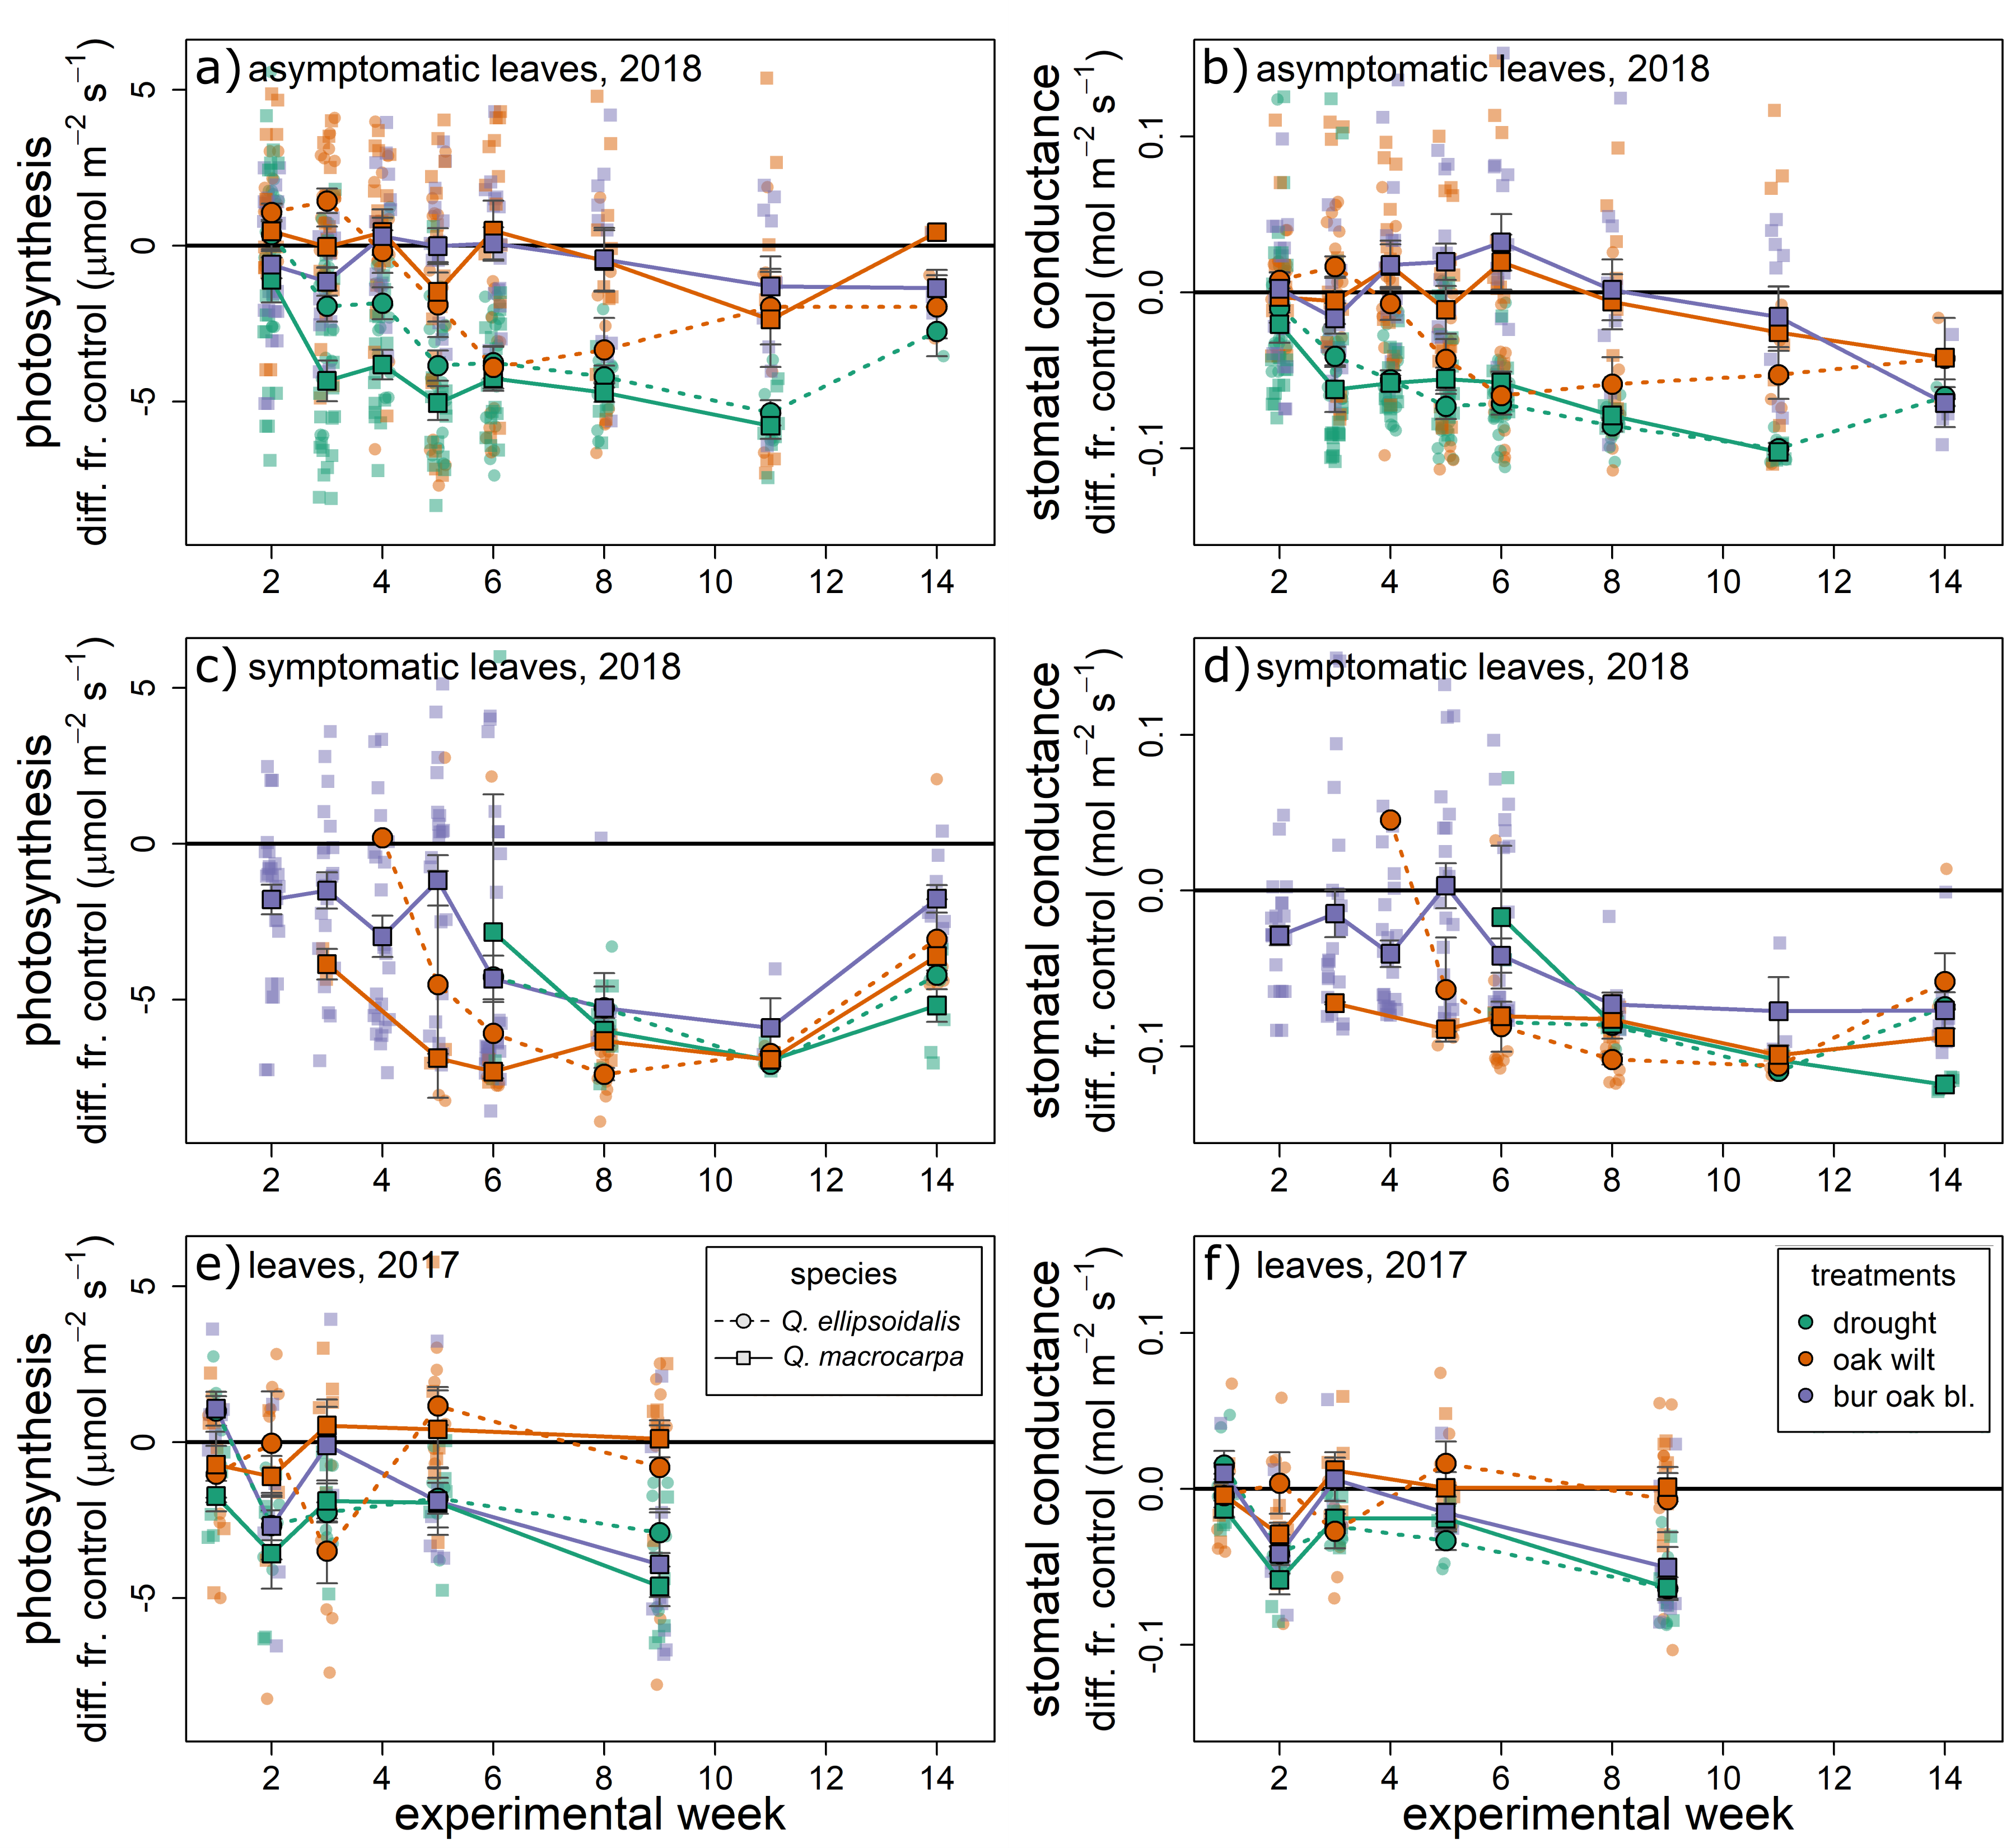 a) asymptomatic leaves, 2018
photosynthesis
diff. fr. control (μmol m⁻² s⁻¹)
5
0
-5
2 4 6 8 10 12 14
b) asymptomatic leaves, 2018
stomatal conductance
diff. fr. control (mol m⁻² s⁻¹)
0.1
0.0
-0.1
2 4 6 8 10 12 14
c) symptomatic leaves, 2018
photosynthesis
diff. fr. control (μmol m⁻² s⁻¹)
5
0
-5
2 4 6 8 10 12 14
d) symptomatic leaves, 2018
stomatal conductance
diff. fr. control (mol m⁻² s⁻¹)
0.1
0.0
-0.1
2 4 6 8 10 12 14
e) leaves, 2017
photosynthesis
diff. fr. control (μmol m⁻² s⁻¹)
5
0
-5
species
Q. ellipsoidalis
Q. macrocarpa
2 4 6 8 10 12 14
experimental week
f) leaves, 2017
stomatal conductance
diff. fr. control (mol m⁻² s⁻¹)
0.1
0.0
-0.1
treatments
drought
oak wilt
bur oak bl.
2 4 6 8 10 12 14
experimental week